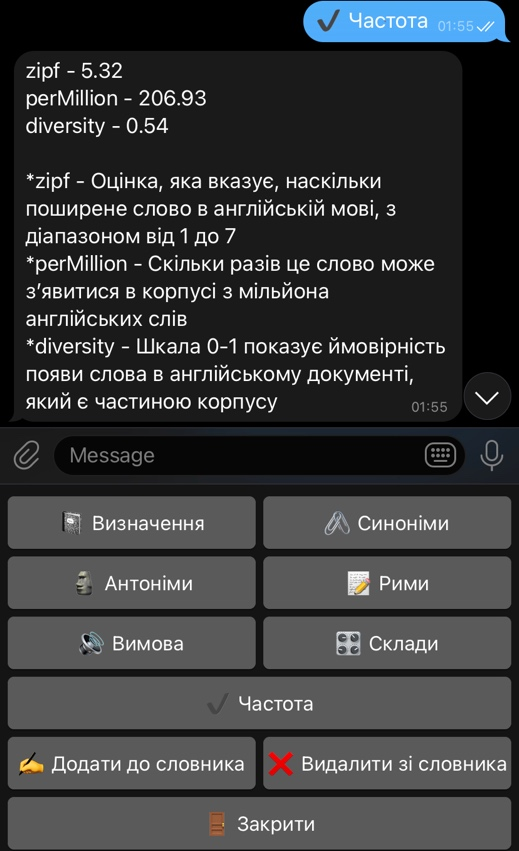 ✔️ Частота 01:55
zipf - 5.32
perMillion - 206.93
diversity - 0.54
*zipf - Оцінка, яка вказує, наскільки
поширене слово в англійській мові, з
діапазоном від 1 до 7
*perMillion - Скільки разів це слово може
з’явитися в корпусі з мільйона
англійських слів
*diversity - Шкала 0-1 показує ймовірність
появи слова в англійському документі,
який є частиною корпусу
01:55
Message
Визначення
Синоніми
Антоніми
Рими
Вимова
Склади
✔️ Частота
Додати до словника
Видалити зі словника
Закрити